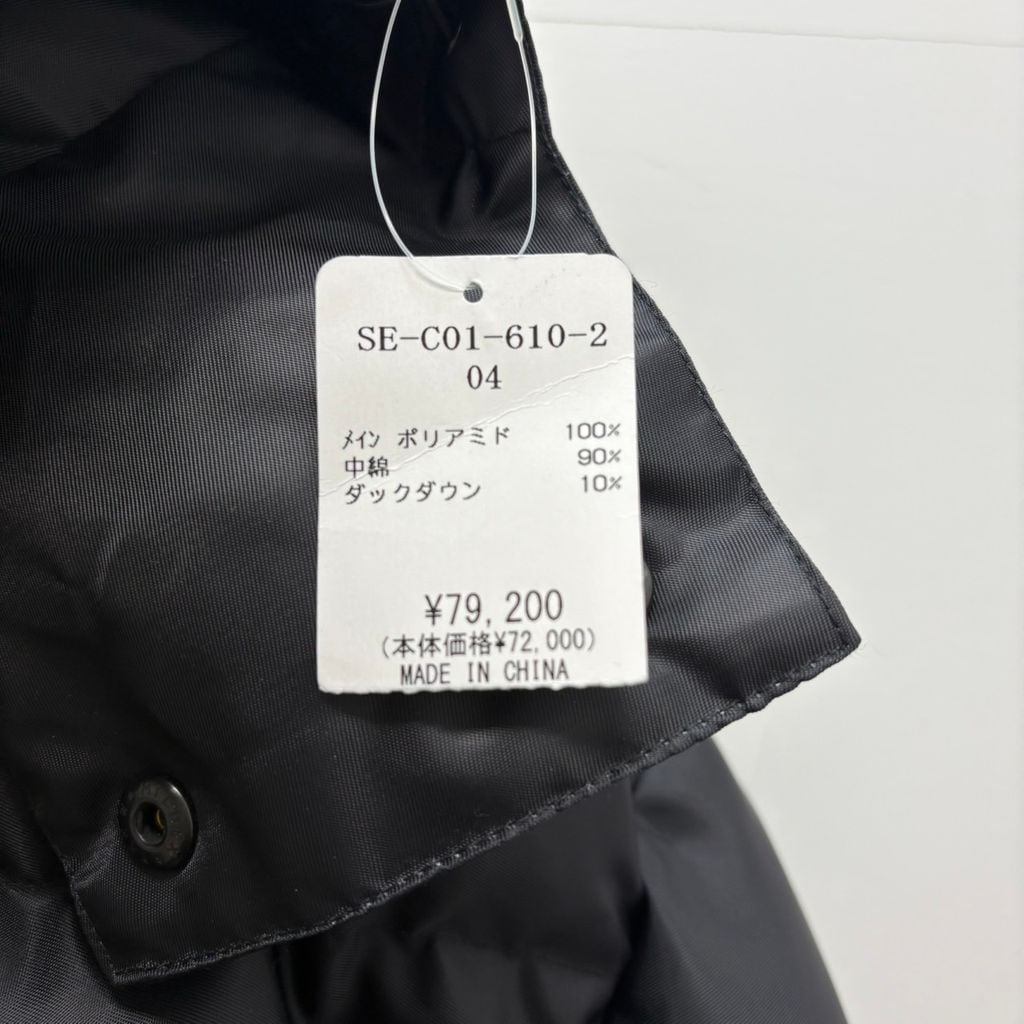 SE-C01-610-2
04
ﾒｲﾝ ポリアミド 100%
中綿 90%
ダックダウン 10%
¥79,200
(本体価格¥72,000)
MADE IN CHINA